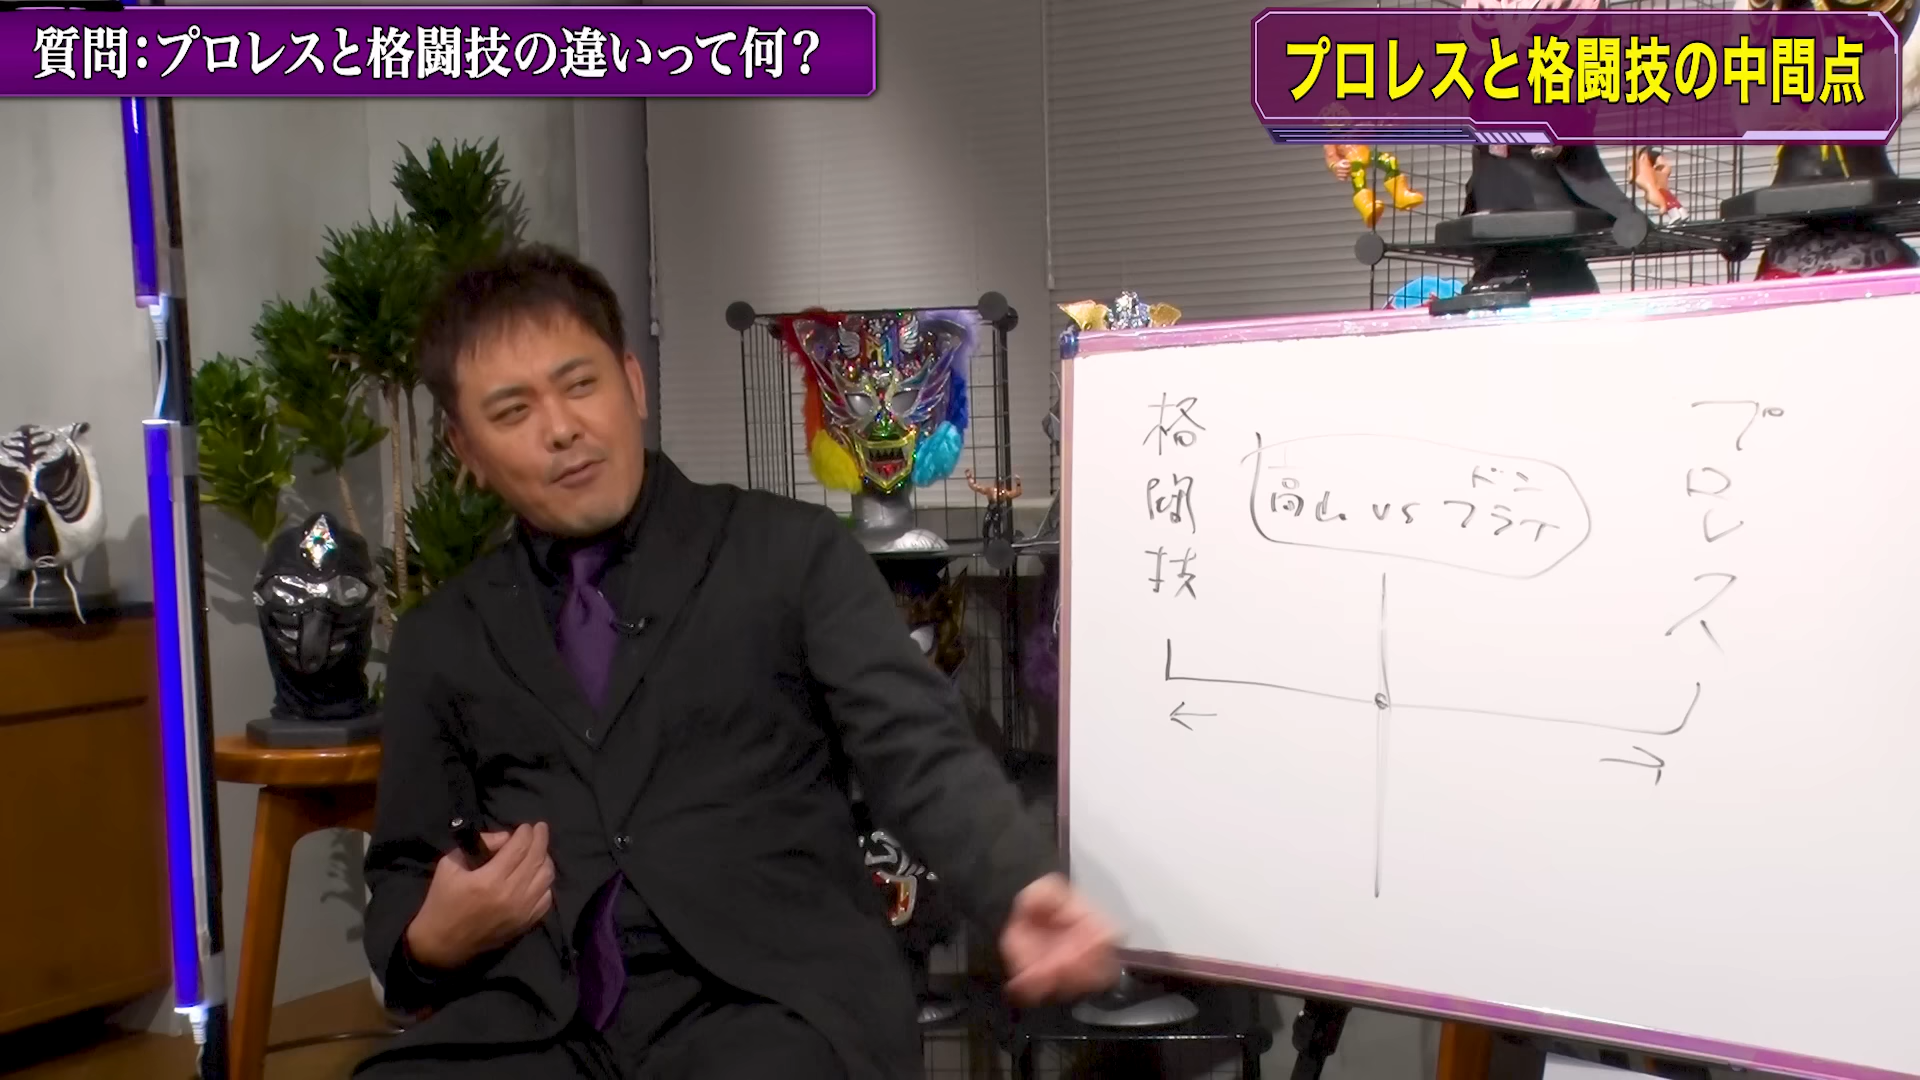 質問：プロレスと格闘技の違いって何？
プロレスと格闘技の中間点
格闘技
高山 vs ドン フライ
プロレス